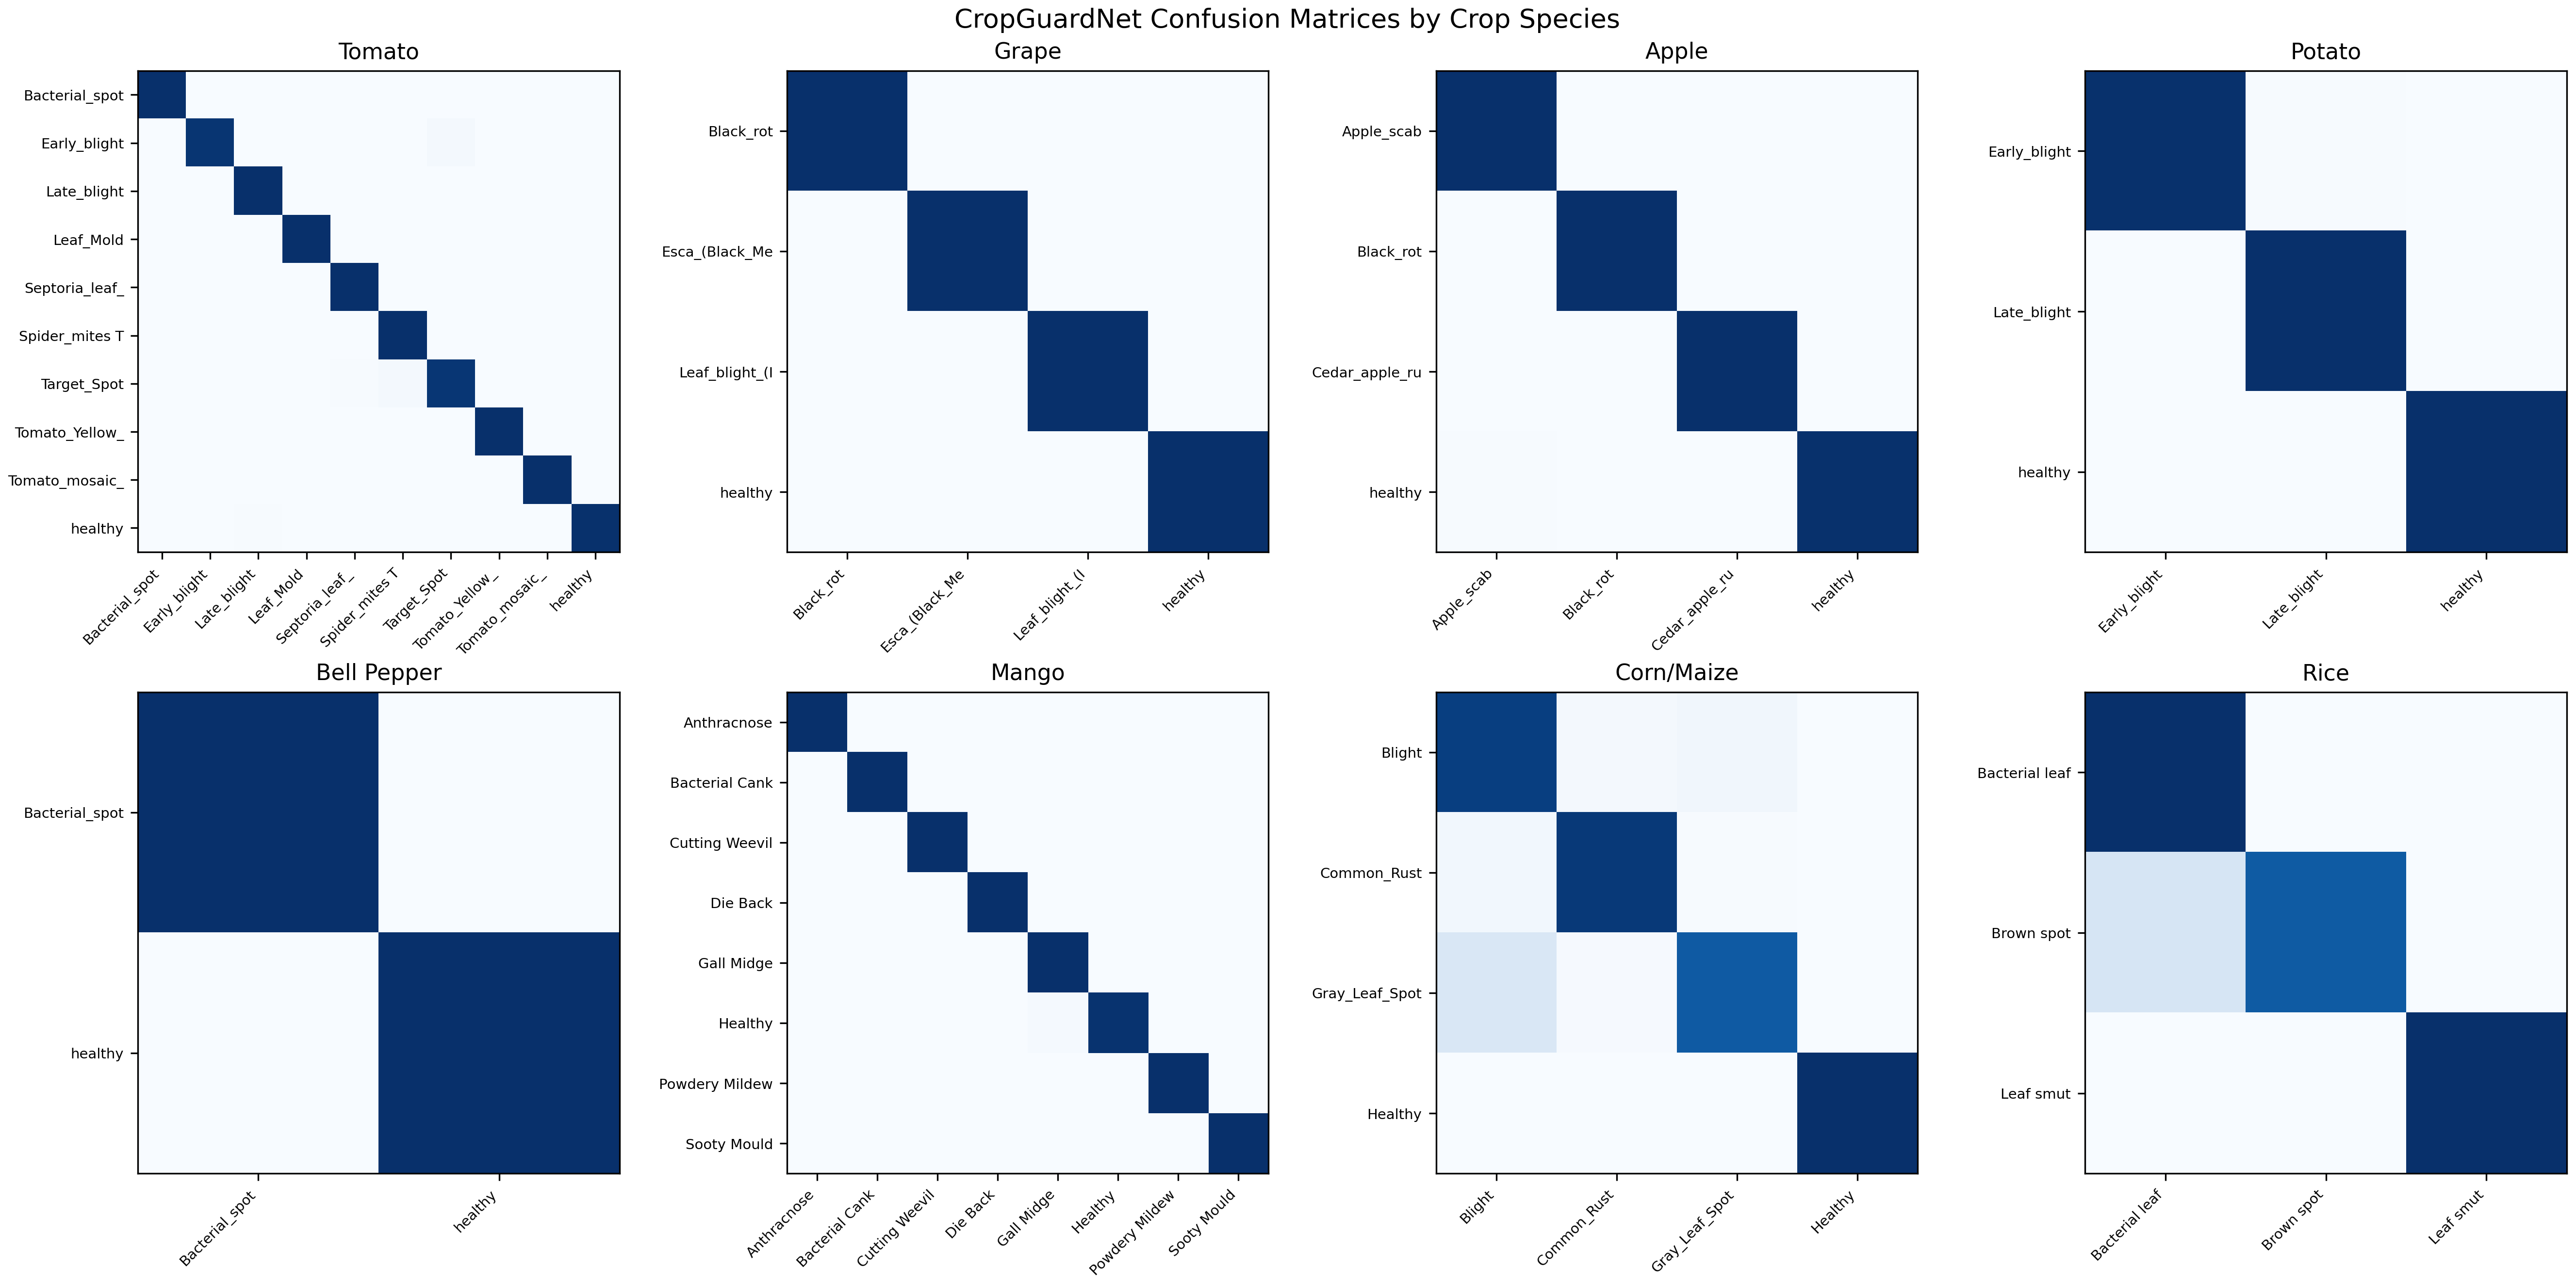 CropGuardNet Confusion Matrices by Crop Species
Tomato
Bacterial_spot
Early_blight
Late_blight
Leaf_Mold
Septoria_leaf_
Spider_mites T
Target_Spot
Tomato_Yellow_
Tomato_mosaic_
healthy
Bacterial_spot
Early_blight
Late_blight
Leaf_Mold
Septoria_leaf_
Spider_mites T
Target_Spot
Tomato_Yellow_
Tomato_mosaic_
healthy
Grape
Black_rot
Esca_(Black_Me
Leaf_blight_(I
healthy
Black_rot
Esca_(Black_Me
Leaf_blight_(I
healthy
Apple
Apple_scab
Black_rot
Cedar_apple_ru
healthy
Apple_scab
Black_rot
Cedar_apple_ru
healthy
Potato
Early_blight
Late_blight
healthy
Early_blight
Late_blight
healthy
Bell Pepper
Bacterial_spot
healthy
Bacterial_spot
healthy
Mango
Anthracnose
Bacterial Cank
Cutting Weevil
Die Back
Gall Midge
Healthy
Powdery Mildew
Sooty Mould
Anthracnose
Bacterial Cank
Cutting Weevil
Die Back
Gall Midge
Healthy
Powdery Mildew
Sooty Mould
Corn/Maize
Blight
Common_Rust
Gray_Leaf_Spot
Healthy
Blight
Common_Rust
Gray_Leaf_Spot
Healthy
Rice
Bacterial leaf
Brown spot
Leaf smut
Bacterial leaf
Brown spot
Leaf smut